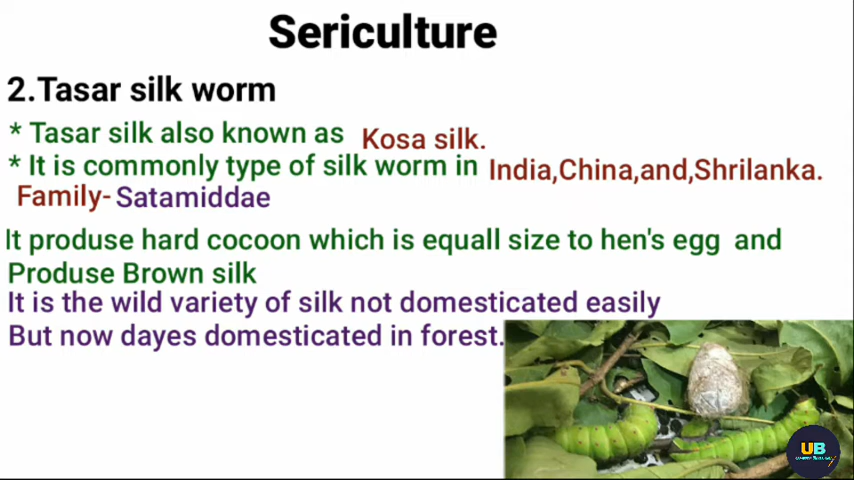 Sericulture
2.Tasar silk worm
* Tasar silk also known as Kosa silk.
* It is commonly type of silk worm in India,China,and,Shrilanka.
Family- Satamiddae
It produse hard cocoon which is equall size to hen's egg and
Produse Brown silk
It is the wild variety of silk not domesticated easily
But now dayes domesticated in forest.
UB